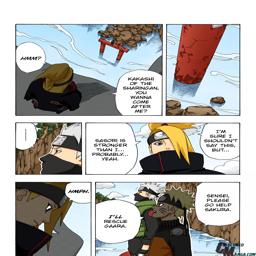 HMM?
KAKASHI
OF THE
SHARINGAN,
YOU
WANNA
COME
AFTER
ME?
I'M
SURE I
SHOULDN'T
SAY THIS,
BUT...
SASORI IS
STRONGER
THAN I...
PROBABLY...
YEAH.
HMPH.
SENSEI,
PLEASE
GO HELP
SAKURA.
I'LL
RESCUE
GAARA.